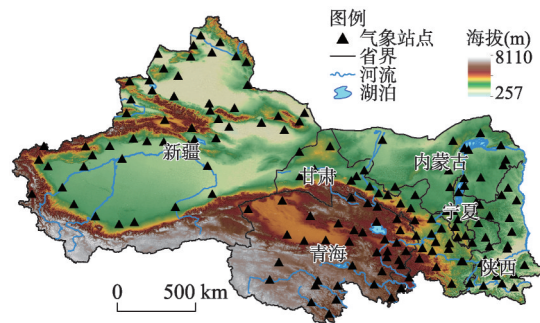 图例
气象站点
省界
河流
湖泊
海拔(m)
8110
257
新疆
甘肃
内蒙古
宁夏
青海
陕西
0 500 km